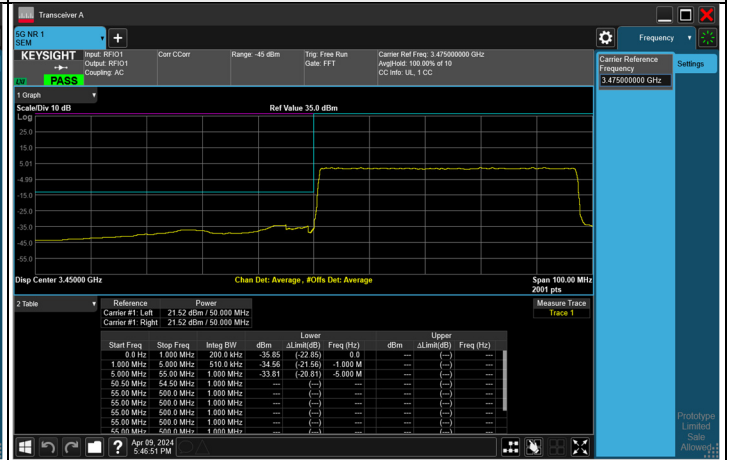 Transceiver A
5G NR 1
SEM
Frequency
KEYSIGHT
Input: RFIO1
Output: RFIO1
Coupling: AC
Corr CCorr
Range: -45 dBm
Trig: Free Run
Gate: FFT
Carrier Ref Freq: 3.475000000 GHz
Avg|Hold: 100.00% of 10
CC Info: UL, 1 CC
LVI PASS
Carrier Reference
Frequency
3.475000000 GHz
Settings
1 Graph
Scale/Div 10 dB
Ref Value 35.0 dBm
Log
25.0
15.0
5.01
-4.99
-15.0
-25.0
-35.0
-45.0
-55.0
Disp Center 3.45000 GHz
Chan Det: Average , #Offs Det: Average
Span 100.00 MHz
2001 pts
2 Table
Measure Trace
Trace 1
Reference Power
Carrier #1: Left 21.52 dBm / 50.000 MHz
Carrier #1: Right 21.52 dBm / 50.000 MHz
Lower Upper
Start Freq Stop Freq Integ BW dBm ΔLimit(dB) Freq (Hz) dBm ΔLimit(dB) Freq (Hz)
0.0 Hz 1.000 MHz 200.0 kHz -35.85 (-22.85) 0.0 --- (---) ---
1.000 MHz 5.000 MHz 510.0 kHz -34.56 (-21.56) -1.000 M --- (---) ---
5.000 MHz 55.00 MHz 1.000 MHz -33.81 (-20.81) -5.000 M --- (---) ---
50.50 MHz 54.50 MHz 1.000 MHz --- (---) --- --- (---) ---
55.00 MHz 500.0 MHz 1.000 MHz --- (---) --- --- (---) ---
55.00 MHz 500.0 MHz 1.000 MHz --- (---) --- --- (---) ---
55.00 MHz 500.0 MHz 1.000 MHz --- (---) --- --- (---) ---
55.00 MHz 500.0 MHz 1.000 MHz --- (---) --- --- (---) ---
55.00 MHz 500.0 MHz 1.000 MHz --- (---) --- --- (---) ---
Prototype
Limited
Sale
Allowed
Apr 09, 2024
5:46:51 PM